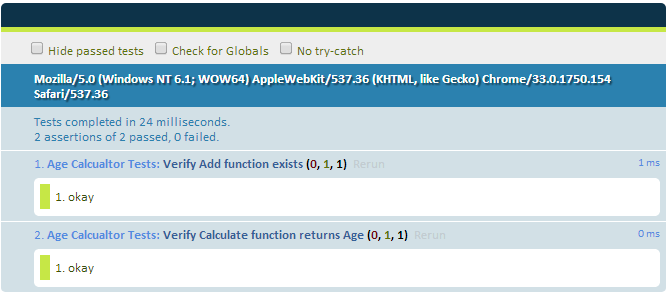 Hide passed tests Check for Globals No try-catch
Mozilla/5.0 (Windows NT 6.1; WOW64) AppleWebKit/537.36 (KHTML, like Gecko) Chrome/33.0.1750.154
Safari/537.36
Tests completed in 24 milliseconds.
2 assertions of 2 passed, 0 failed.
1. Age Calcualtor Tests: Verify Add function exists (0, 1, 1) Rerun 1 ms
1. okay
2. Age Calcualtor Tests: Verify Calculate function returns Age (0, 1, 1) Rerun 0 ms
1. okay